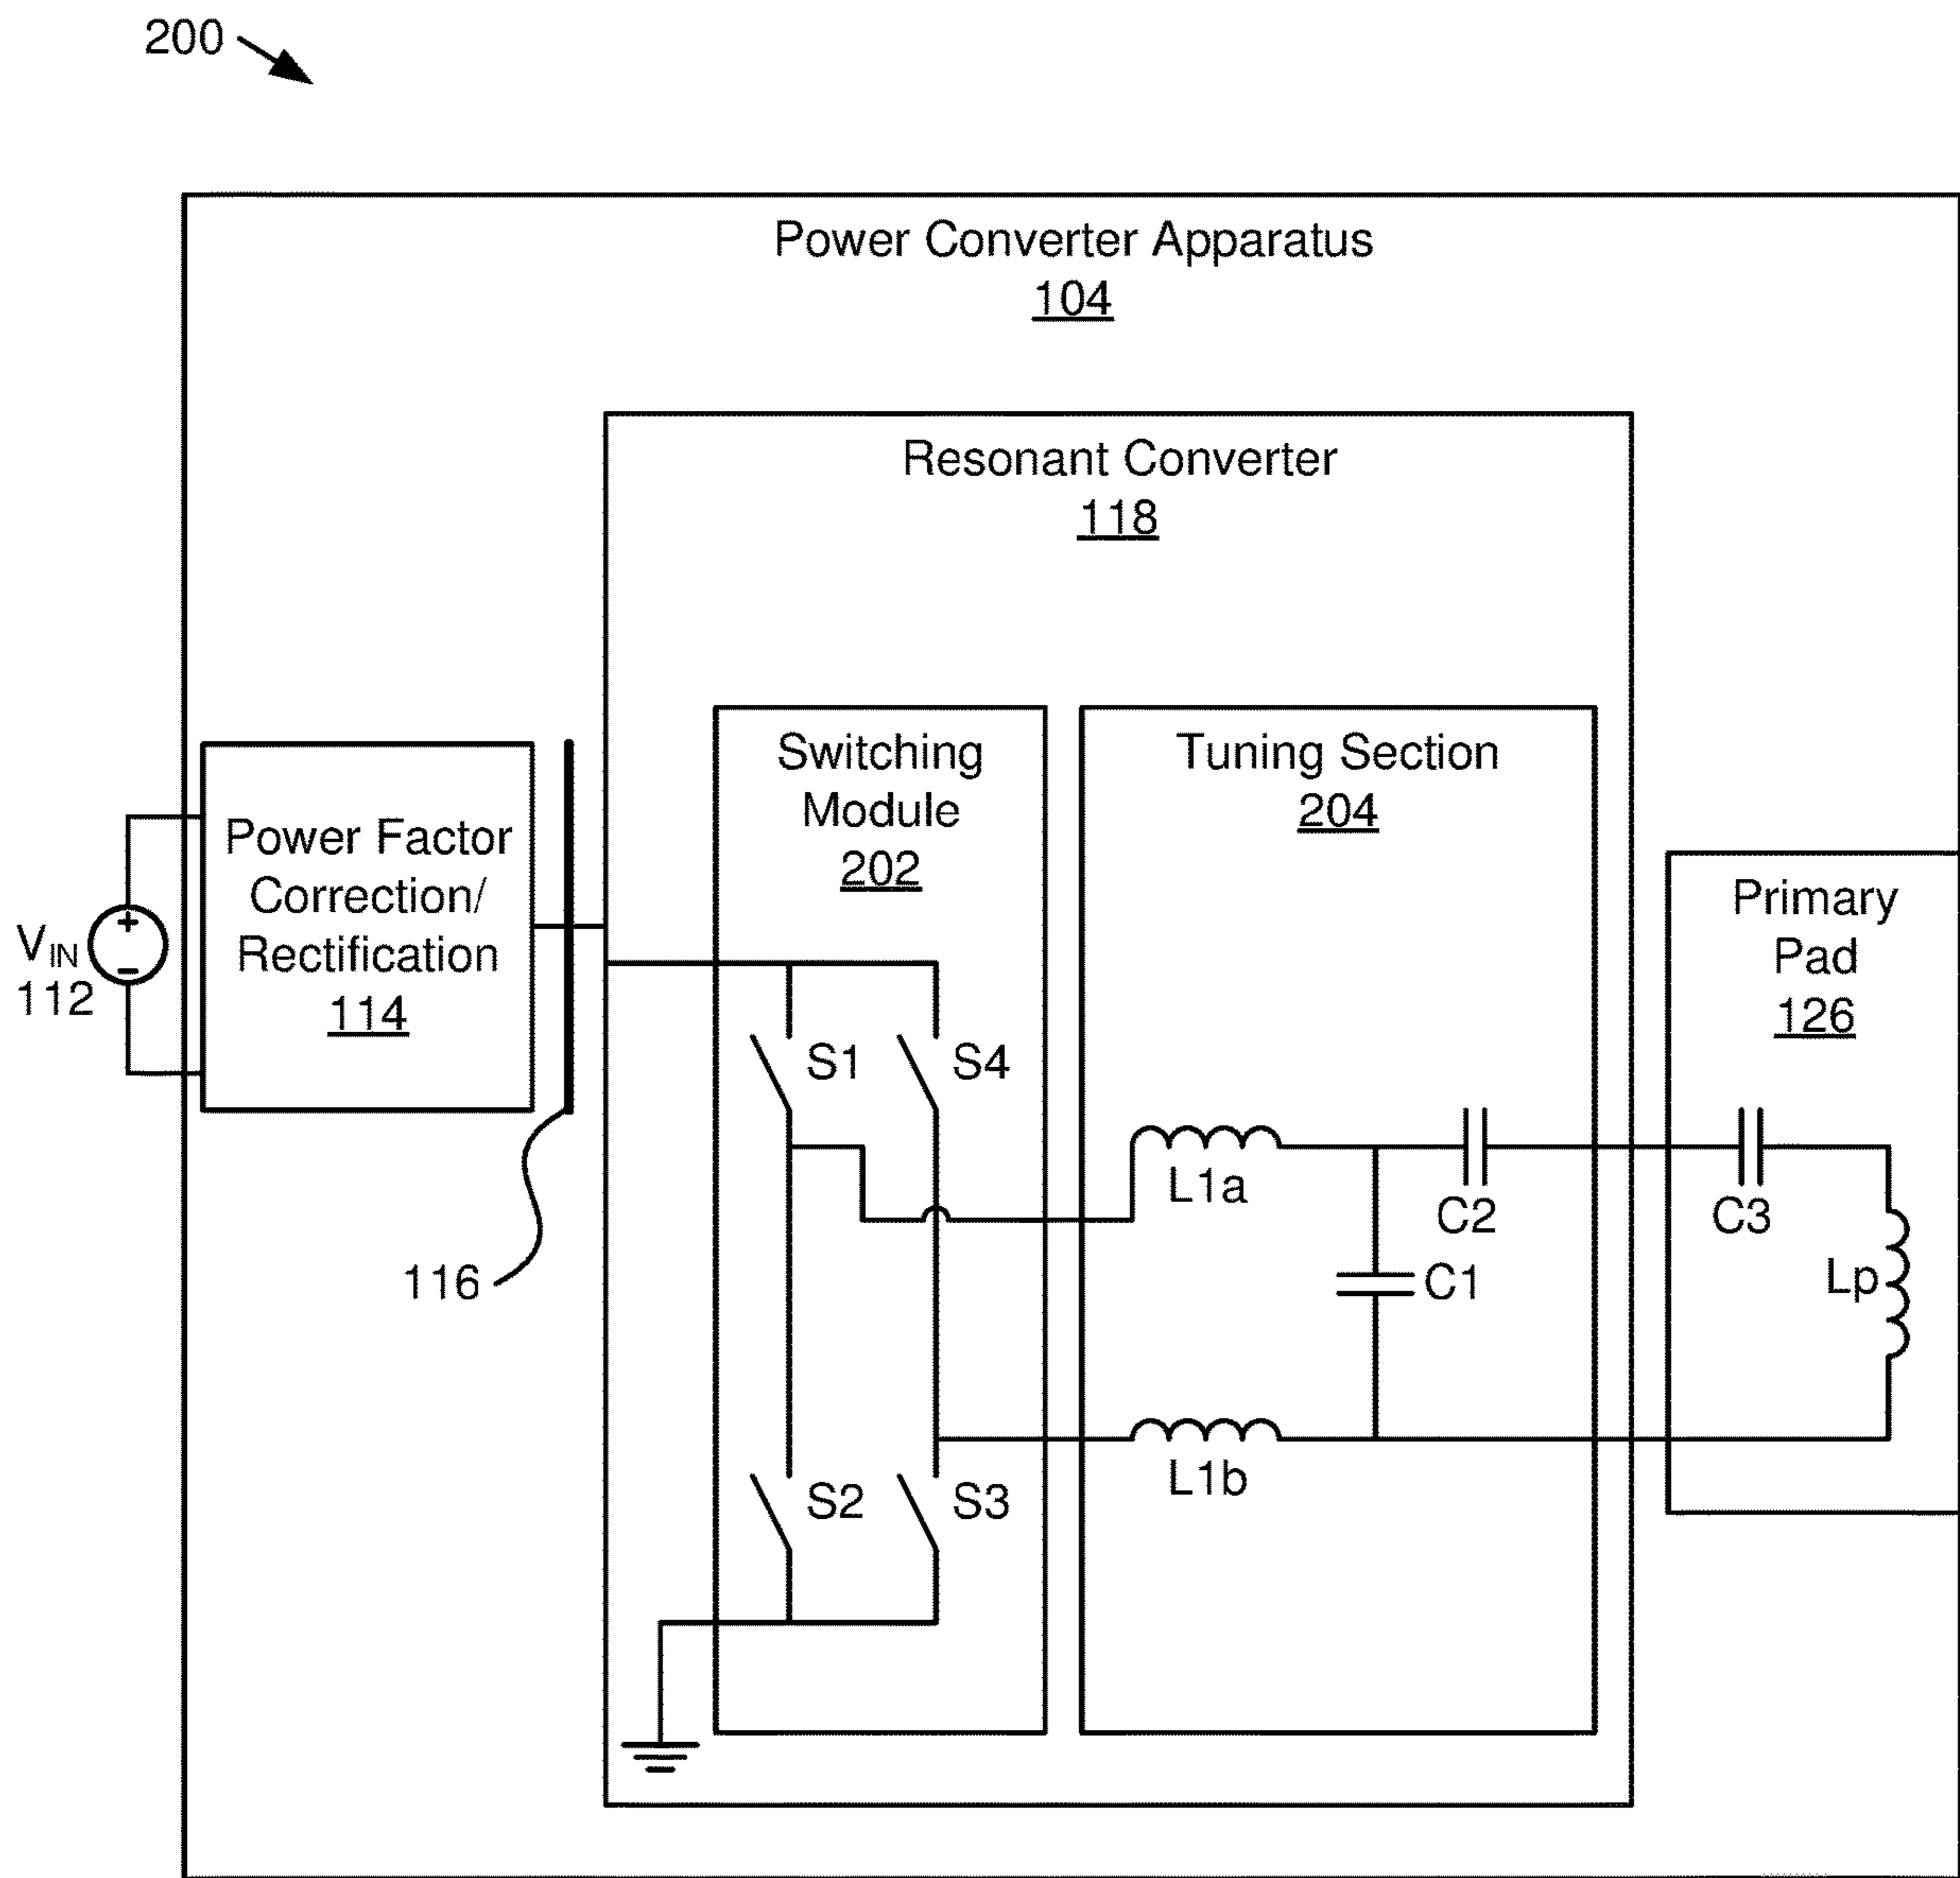 200
Power Converter Apparatus
104
Resonant Converter
118
Switching
Module
202
Tuning Section
204
Power Factor
Correction/
Rectification
114
Primary
Pad
126
VIN
112
+
−
S1
S4
L1a
C2
C3
116
C1
Lp
L1b
S2
S3